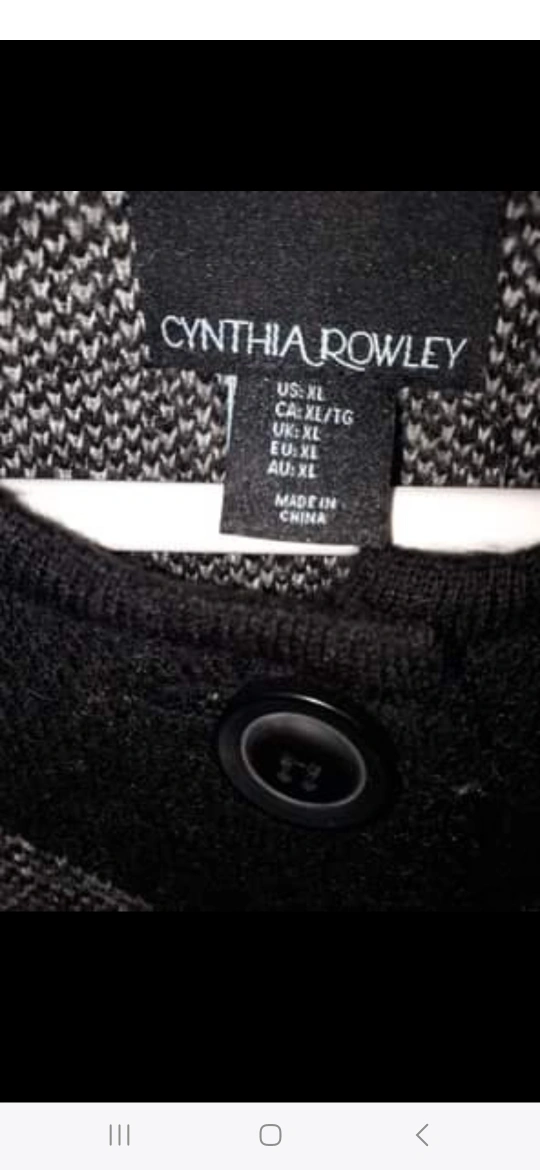 CYNTHIA ROWLEY
US: XL
CA: XL/TG
UK: XL
EU: XL
AU: XL
MADE IN
CHINA